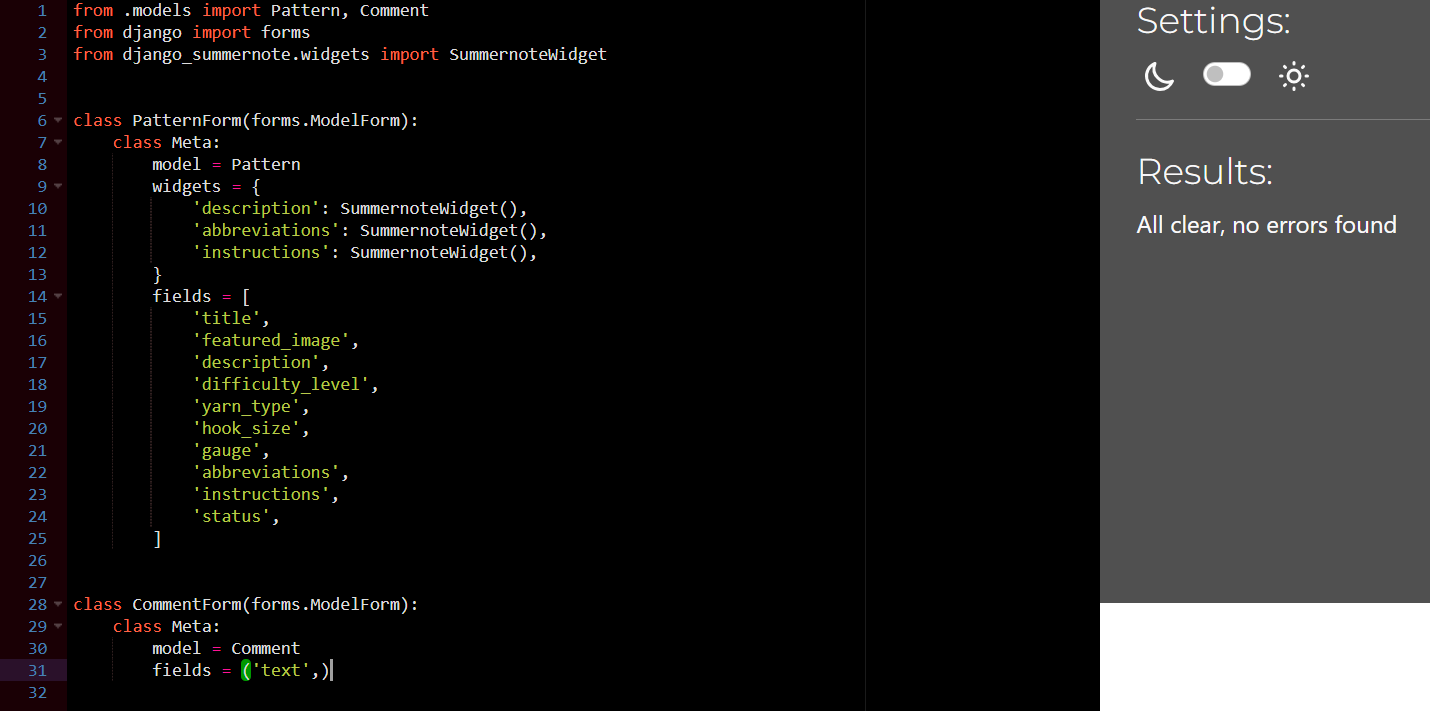 1 from .models import Pattern, Comment
2 from django import forms
3 from django_summernote.widgets import SummernoteWidget
4
5
6 class PatternForm(forms.ModelForm):
7     class Meta:
8         model = Pattern
9         widgets = {
10             'description': SummernoteWidget(),
11             'abbreviations': SummernoteWidget(),
12             'instructions': SummernoteWidget(),
13         }
14         fields = [
15             'title',
16             'featured_image',
17             'description',
18             'difficulty_level',
19             'yarn_type',
20             'hook_size',
21             'gauge',
22             'abbreviations',
23             'instructions',
24             'status',
25         ]
26
27
28 class CommentForm(forms.ModelForm):
29     class Meta:
30         model = Comment
31         fields = ('text',)
32
Settings:
Results:
All clear, no errors found